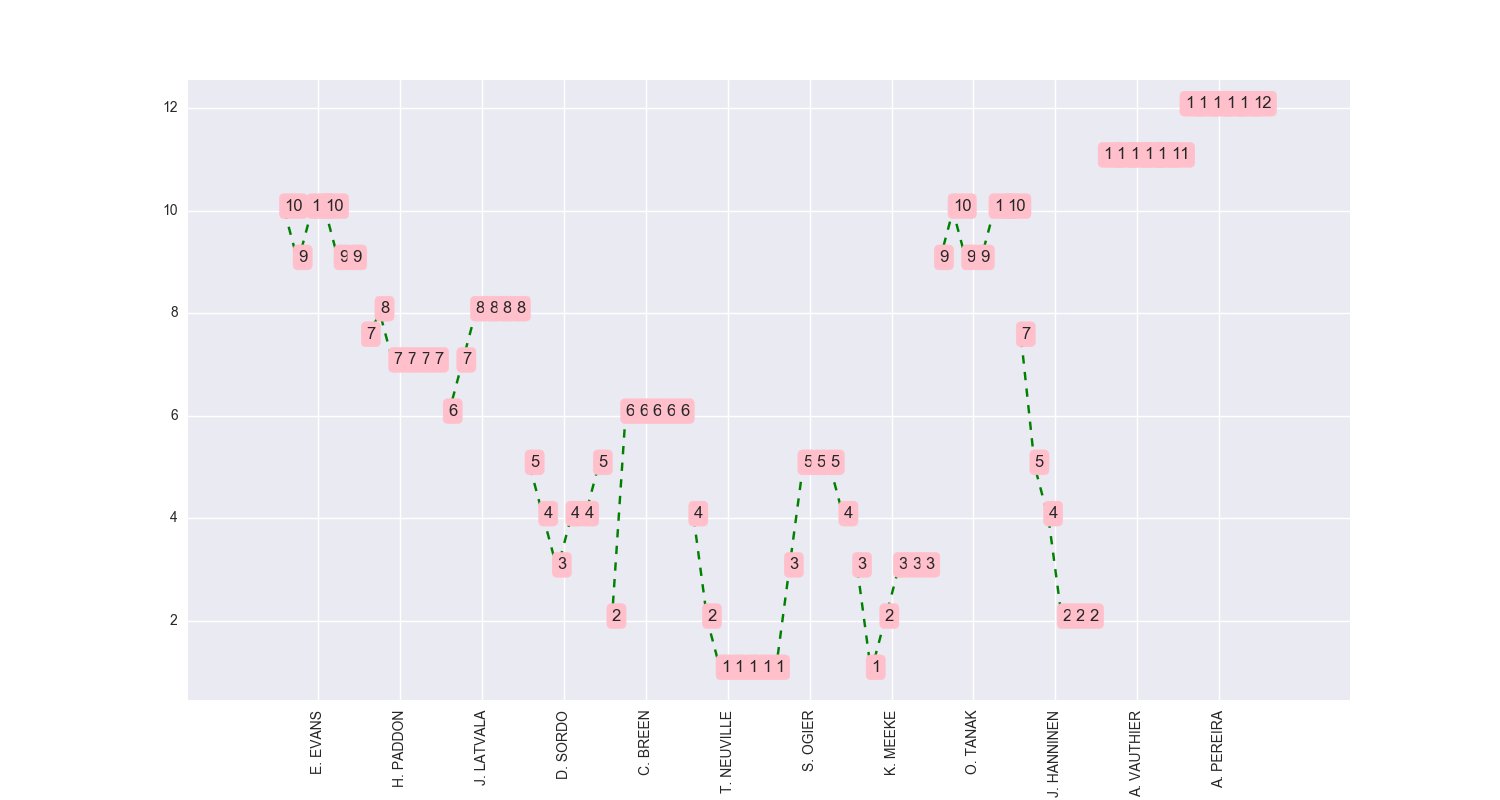 12
1 1 1 1 1 12
1 1 1 1 1 11
10
10 1 10
10
1 10
9
9 9
9
9 9
8
8
8 8 8 8
7
7
7 7 7 7
7
6
6
6 6 6 6 6
5
5
5 5 5
5
4
4
4 4
4
4
4
3
3
3
3 3 3
2
2
2
2
2 2 2
1 1 1 1 1
1
E. EVANS
H. PADDON
J. LATVALA
D. SORDO
C. BREEN
T. NEUVILLE
S. OGIER
K. MEEKE
O. TANAK
J. HANNINEN
A. VAUTHIER
A. PEREIRA